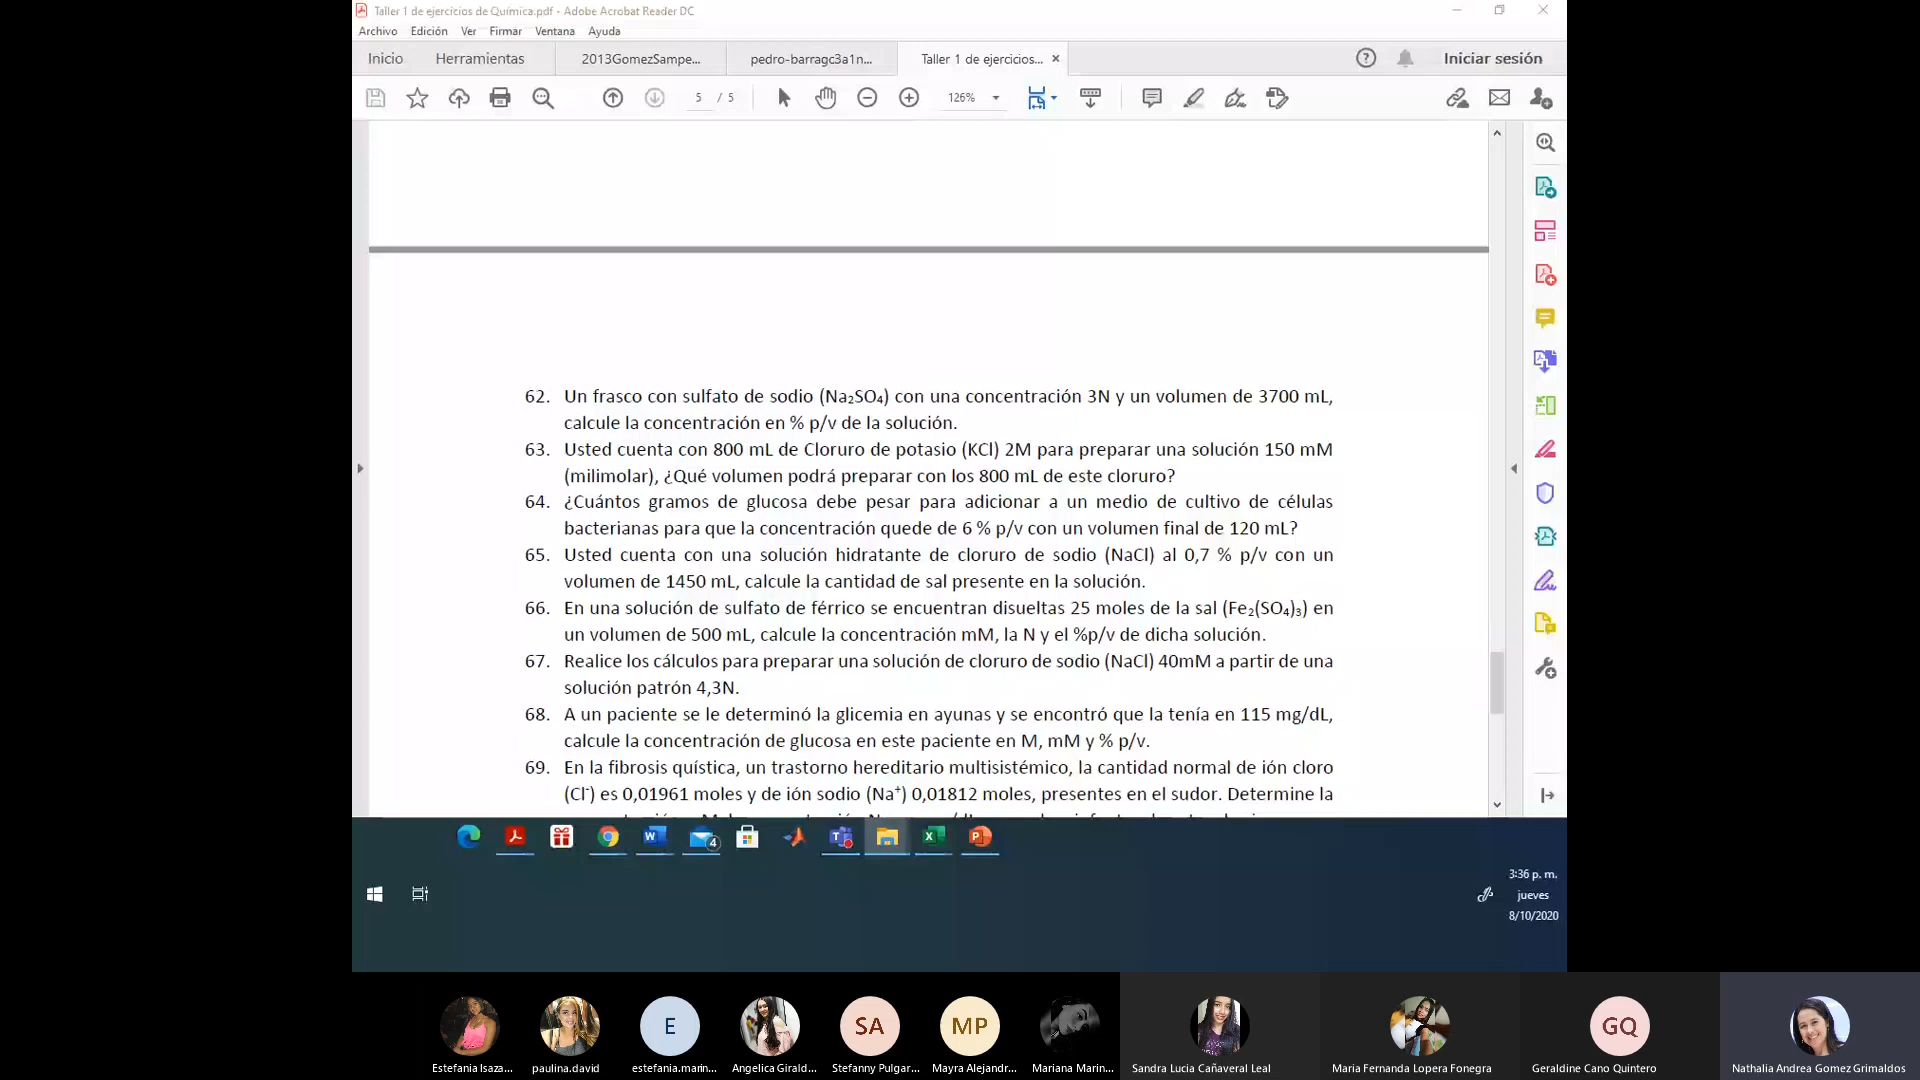 Taller 1 de ejercicios de Química.pdf - Adobe Acrobat Reader DC
Archivo Edición Ver Firmar Ventana Ayuda
Inicio Herramientas 2013GomezSampe... pedro-barragc3a1n... Taller 1 de ejercicios... Iniciar sesión
5 / 5 126%
62. Un frasco con sulfato de sodio (Na₂SO₄) con una concentración 3N y un volumen de 3700 mL,
calcule la concentración en % p/v de la solución.
63. Usted cuenta con 800 mL de Cloruro de potasio (KCl) 2M para preparar una solución 150 mM
(milimolar), ¿Qué volumen podrá preparar con los 800 mL de este cloruro?
64. ¿Cuántos gramos de glucosa debe pesar para adicionar a un medio de cultivo de células
bacterianas para que la concentración quede de 6 % p/v con un volumen final de 120 mL?
65. Usted cuenta con una solución hidratante de cloruro de sodio (NaCl) al 0,7 % p/v con un
volumen de 1450 mL, calcule la cantidad de sal presente en la solución.
66. En una solución de sulfato de férrico se encuentran disueltas 25 moles de la sal (Fe₂(SO₄)₃) en
un volumen de 500 mL, calcule la concentración mM, la N y el %p/v de dicha solución.
67. Realice los cálculos para preparar una solución de cloruro de sodio (NaCl) 40mM a partir de una
solución patrón 4,3N.
68. A un paciente se le determinó la glicemia en ayunas y se encontró que la tenía en 115 mg/dL,
calcule la concentración de glucosa en este paciente en M, mM y % p/v.
69. En la fibrosis quística, un trastorno hereditario multisistémico, la cantidad normal de ión cloro
(Cl⁻) es 0,01961 moles y de ión sodio (Na⁺) 0,01812 moles, presentes en el sudor. Determine la
4
3:36 p. m.
jueves
8/10/2020
E SA MP GQ
Estefania Isaza... paulina.david estefania.marin... Angelica Girald... Stefanny Pulgar... Mayra Alejandr... Mariana Marin... Sandra Lucia Cañaveral Leal Maria Fernanda Lopera Fonegra Geraldine Cano Quintero Nathalia Andrea Gomez Grimaldos